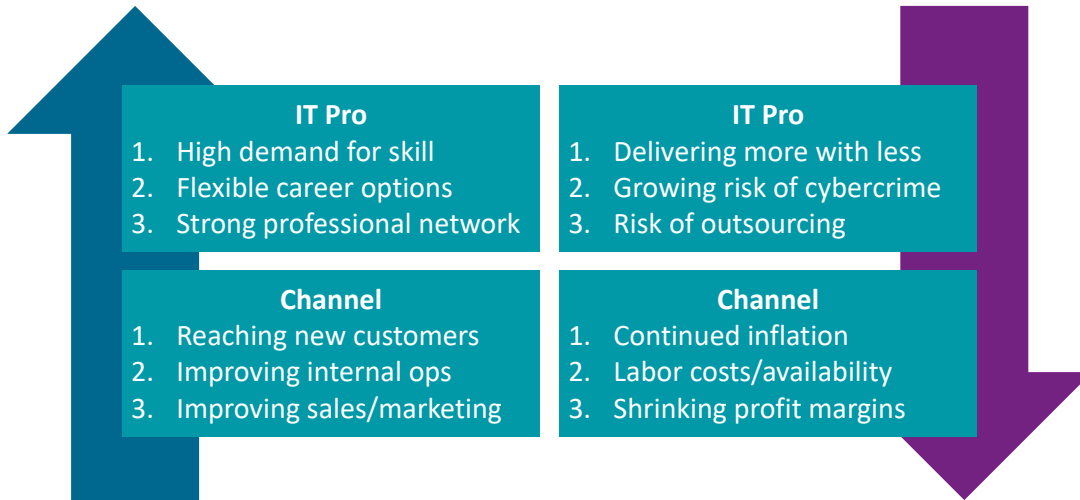 IT Pro
1. High demand for skill
2. Flexible career options
3. Strong professional network
IT Pro
1. Delivering more with less
2. Growing risk of cybercrime
3. Risk of outsourcing
Channel
1. Reaching new customers
2. Improving internal ops
3. Improving sales/marketing
Channel
1. Continued inflation
2. Labor costs/availability
3. Shrinking profit margins